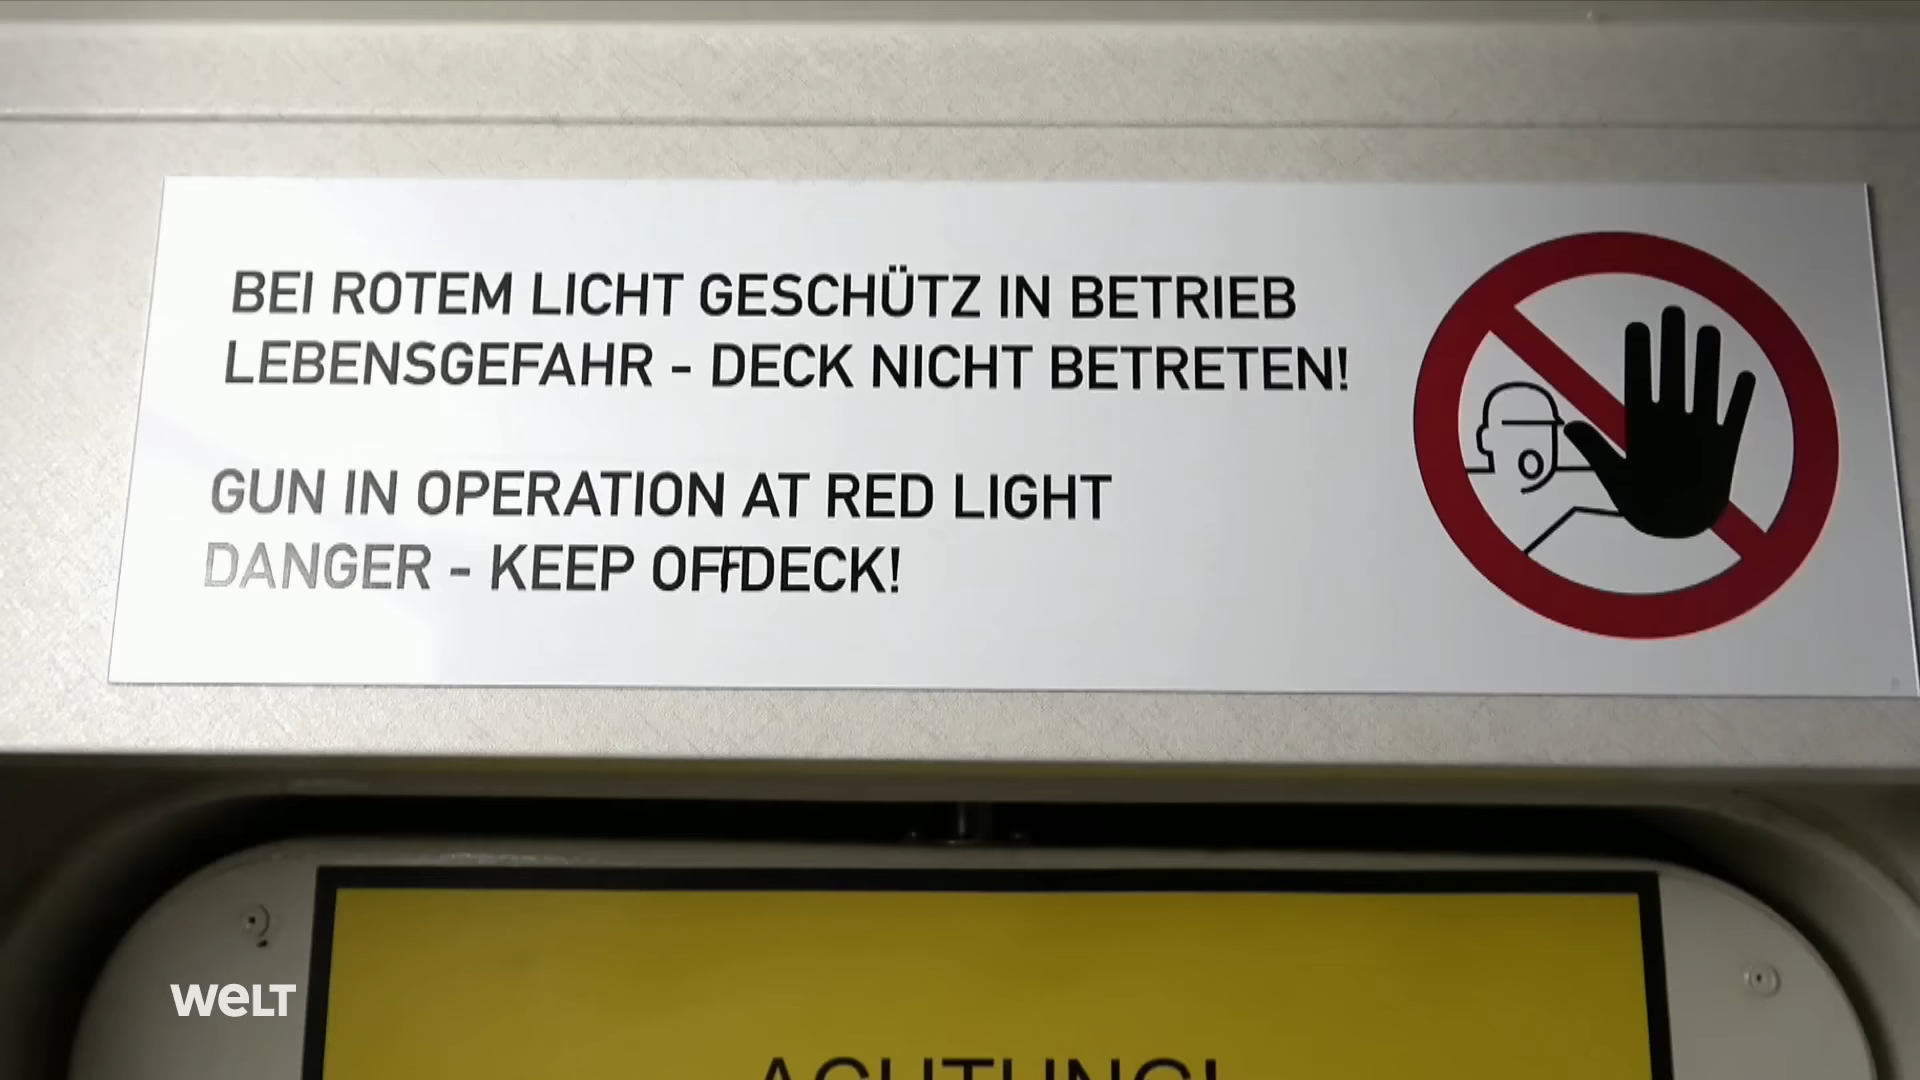 BEI ROTEM LICHT GESCHÜTZ IN BETRIEB
LEBENSGEFAHR - DECK NICHT BETRETEN!
GUN IN OPERATION AT RED LIGHT
DANGER - KEEP OFFDECK!
WELT
ACHTUNG!